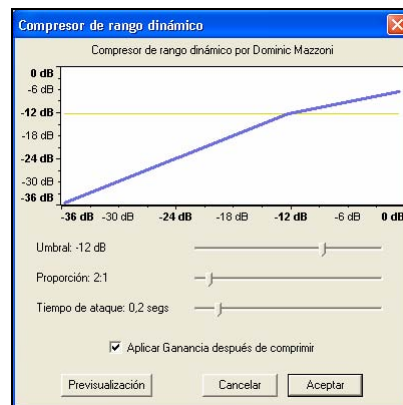 Compresor de rango dinámico
Compresor de rango dinámico por Dominic Mazzoni
0 dB
-6 dB
-12 dB
-18 dB
-24 dB
-30 dB
-36 dB
-36 dB -30 dB -24 dB -18 dB -12 dB -6 dB 0 dB
Umbral: -12 dB
Proporción: 2:1
Tiempo de ataque: 0,2 segs
Aplicar Ganancia después de comprimir
Previsualización Cancelar Aceptar